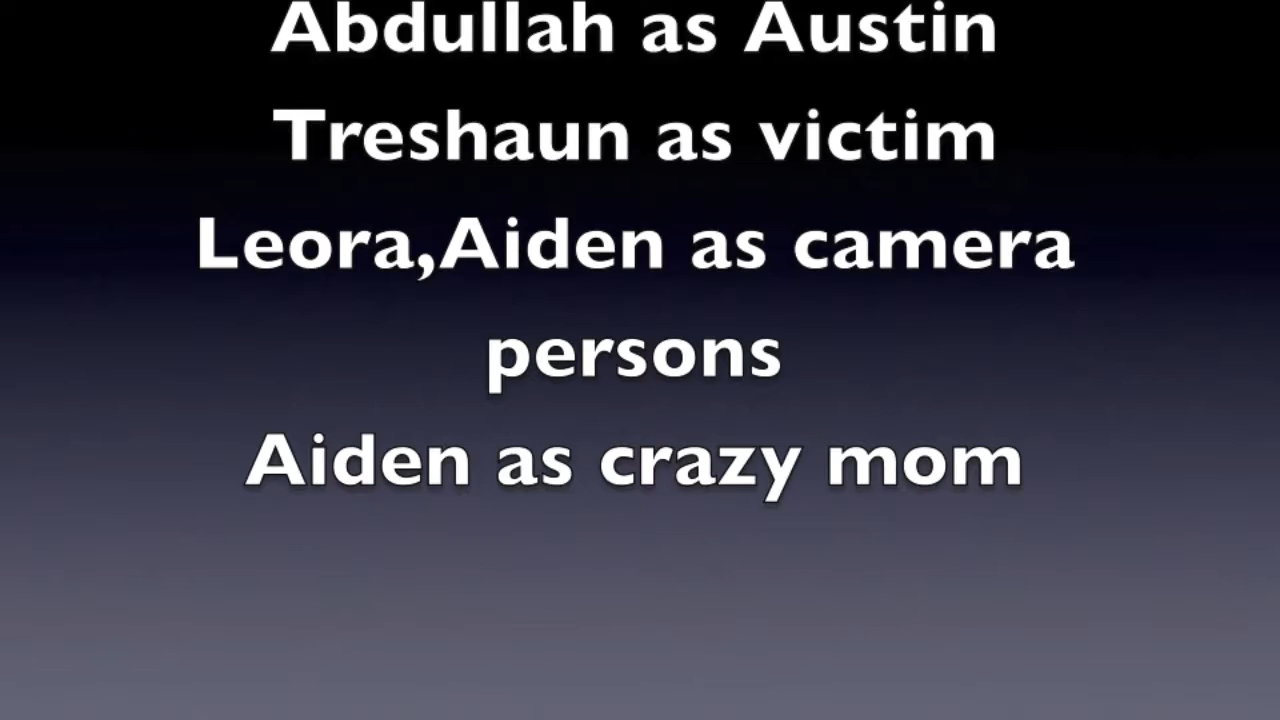 Abdullah as Austin
Treshaun as victim
Leora,Aiden as camera
persons
Aiden as crazy mom